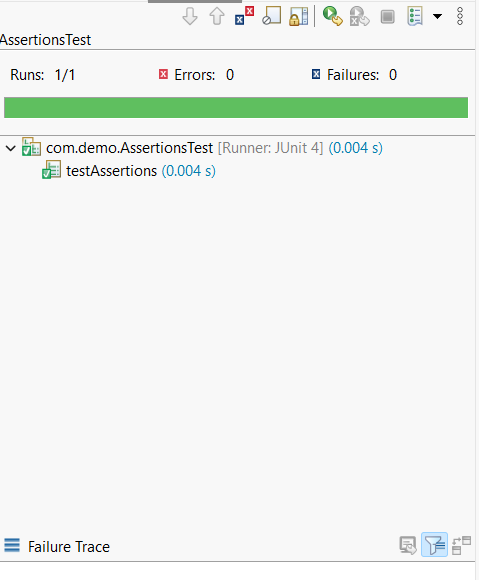 AssertionsTest
Runs: 1/1 Errors: 0 Failures: 0
com.demo.AssertionsTest [Runner: JUnit 4] (0.004 s)
testAssertions (0.004 s)
Failure Trace